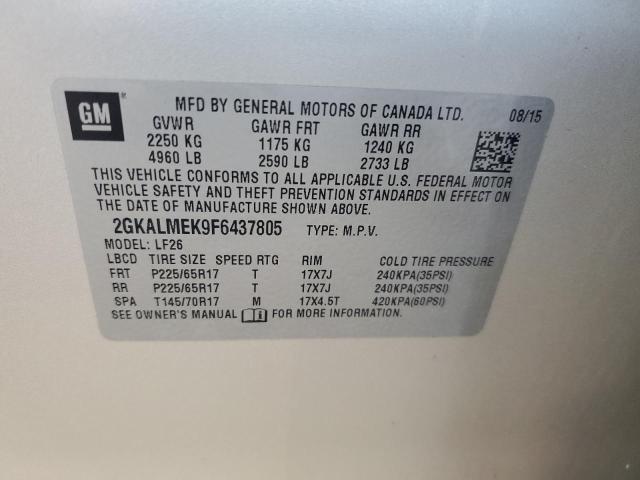 GM
MFD BY GENERAL MOTORS OF CANADA LTD. 08/15
GVWR GAWR FRT GAWR RR
2250 KG 1175 KG 1240 KG
4960 LB 2590 LB 2733 LB
THIS VEHICLE CONFORMS TO ALL APPLICABLE U.S. FEDERAL MOTOR
VEHICLE SAFETY AND THEFT PREVENTION STANDARDS IN EFFECT ON
THE DATE OF MANUFACTURE SHOWN ABOVE.
2GKALMEK9F6437805 TYPE: M.P.V.
MODEL: LF26
LBCD TIRE SIZE SPEED RTG RIM COLD TIRE PRESSURE
FRT P225/65R17 T 17X7J 240KPA(35PSI)
RR P225/65R17 T 17X7J 240KPA(35PSI)
SPA T145/70R17 M 17X4.5T 420KPA(60PSI)
SEE OWNER'S MANUAL i FOR MORE INFORMATION.